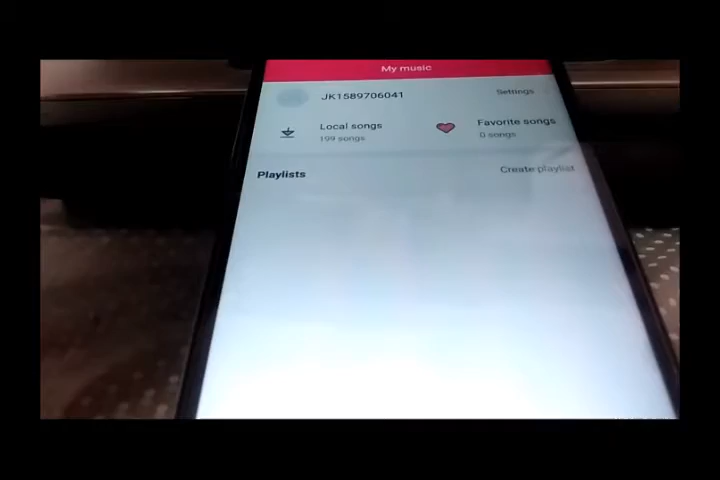 My music
JK1589706041 Settings
Local songs Favorite songs
199 songs 0 songs
Playlists Create playlist